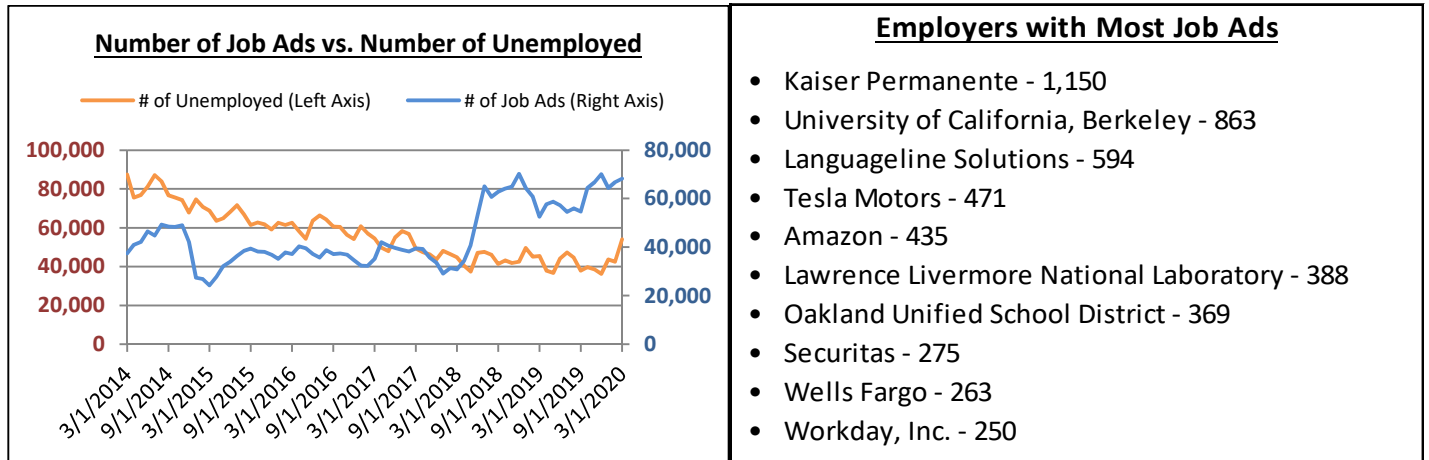 Number of Job Ads vs. Number of Unemployed
# of Unemployed (Left Axis)
# of Job Ads (Right Axis)
100,000
80,000
60,000
40,000
20,000
0
80,000
60,000
40,000
20,000
0
3/1/2014
9/1/2014
3/1/2015
9/1/2015
3/1/2016
9/1/2016
3/1/2017
9/1/2017
3/1/2018
9/1/2018
3/1/2019
9/1/2019
3/1/2020
Employers with Most Job Ads
• Kaiser Permanente - 1,150
• University of California, Berkeley - 863
• Languageline Solutions - 594
• Tesla Motors - 471
• Amazon - 435
• Lawrence Livermore National Laboratory - 388
• Oakland Unified School District - 369
• Securitas - 275
• Wells Fargo - 263
• Workday, Inc. - 250